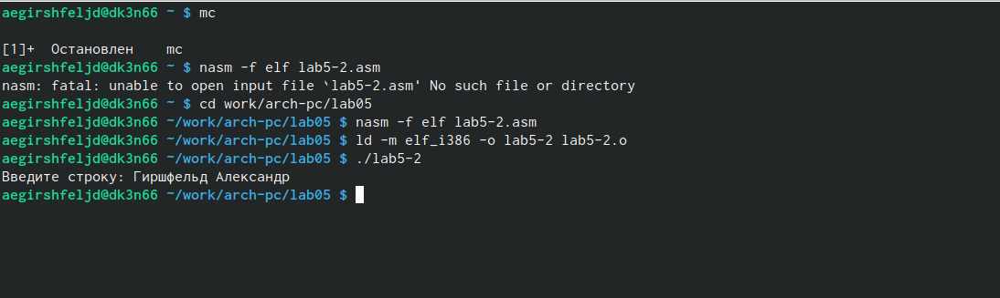 aegirshfeljd@dk3n66 ~ $ mc
[1]+  Остановлен    mc
aegirshfeljd@dk3n66 ~ $ nasm -f elf lab5-2.asm
nasm: fatal: unable to open input file `lab5-2.asm' No such file or directory
aegirshfeljd@dk3n66 ~ $ cd work/arch-pc/lab05
aegirshfeljd@dk3n66 ~/work/arch-pc/lab05 $ nasm -f elf lab5-2.asm
aegirshfeljd@dk3n66 ~/work/arch-pc/lab05 $ ld -m elf_i386 -o lab5-2 lab5-2.o
aegirshfeljd@dk3n66 ~/work/arch-pc/lab05 $ ./lab5-2
Введите строку: Гиршфельд Александр
aegirshfeljd@dk3n66 ~/work/arch-pc/lab05 $